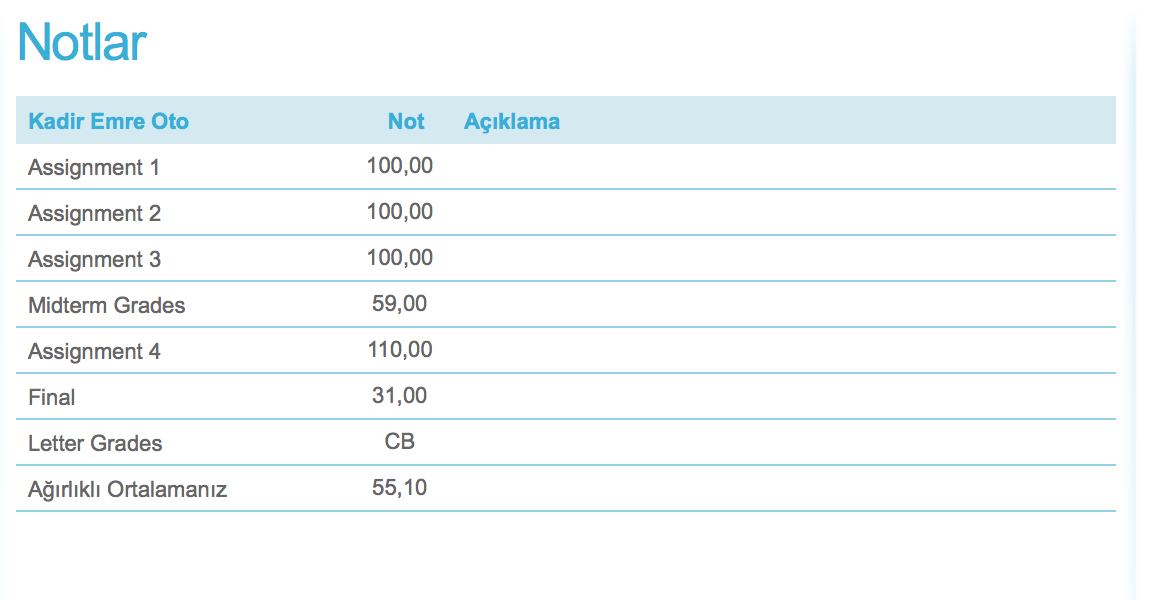 Notlar
Kadir Emre Oto Not Açıklama
Assignment 1 100,00
Assignment 2 100,00
Assignment 3 100,00
Midterm Grades 59,00
Assignment 4 110,00
Final 31,00
Letter Grades CB
Ağırlıklı Ortalamanız 55,10